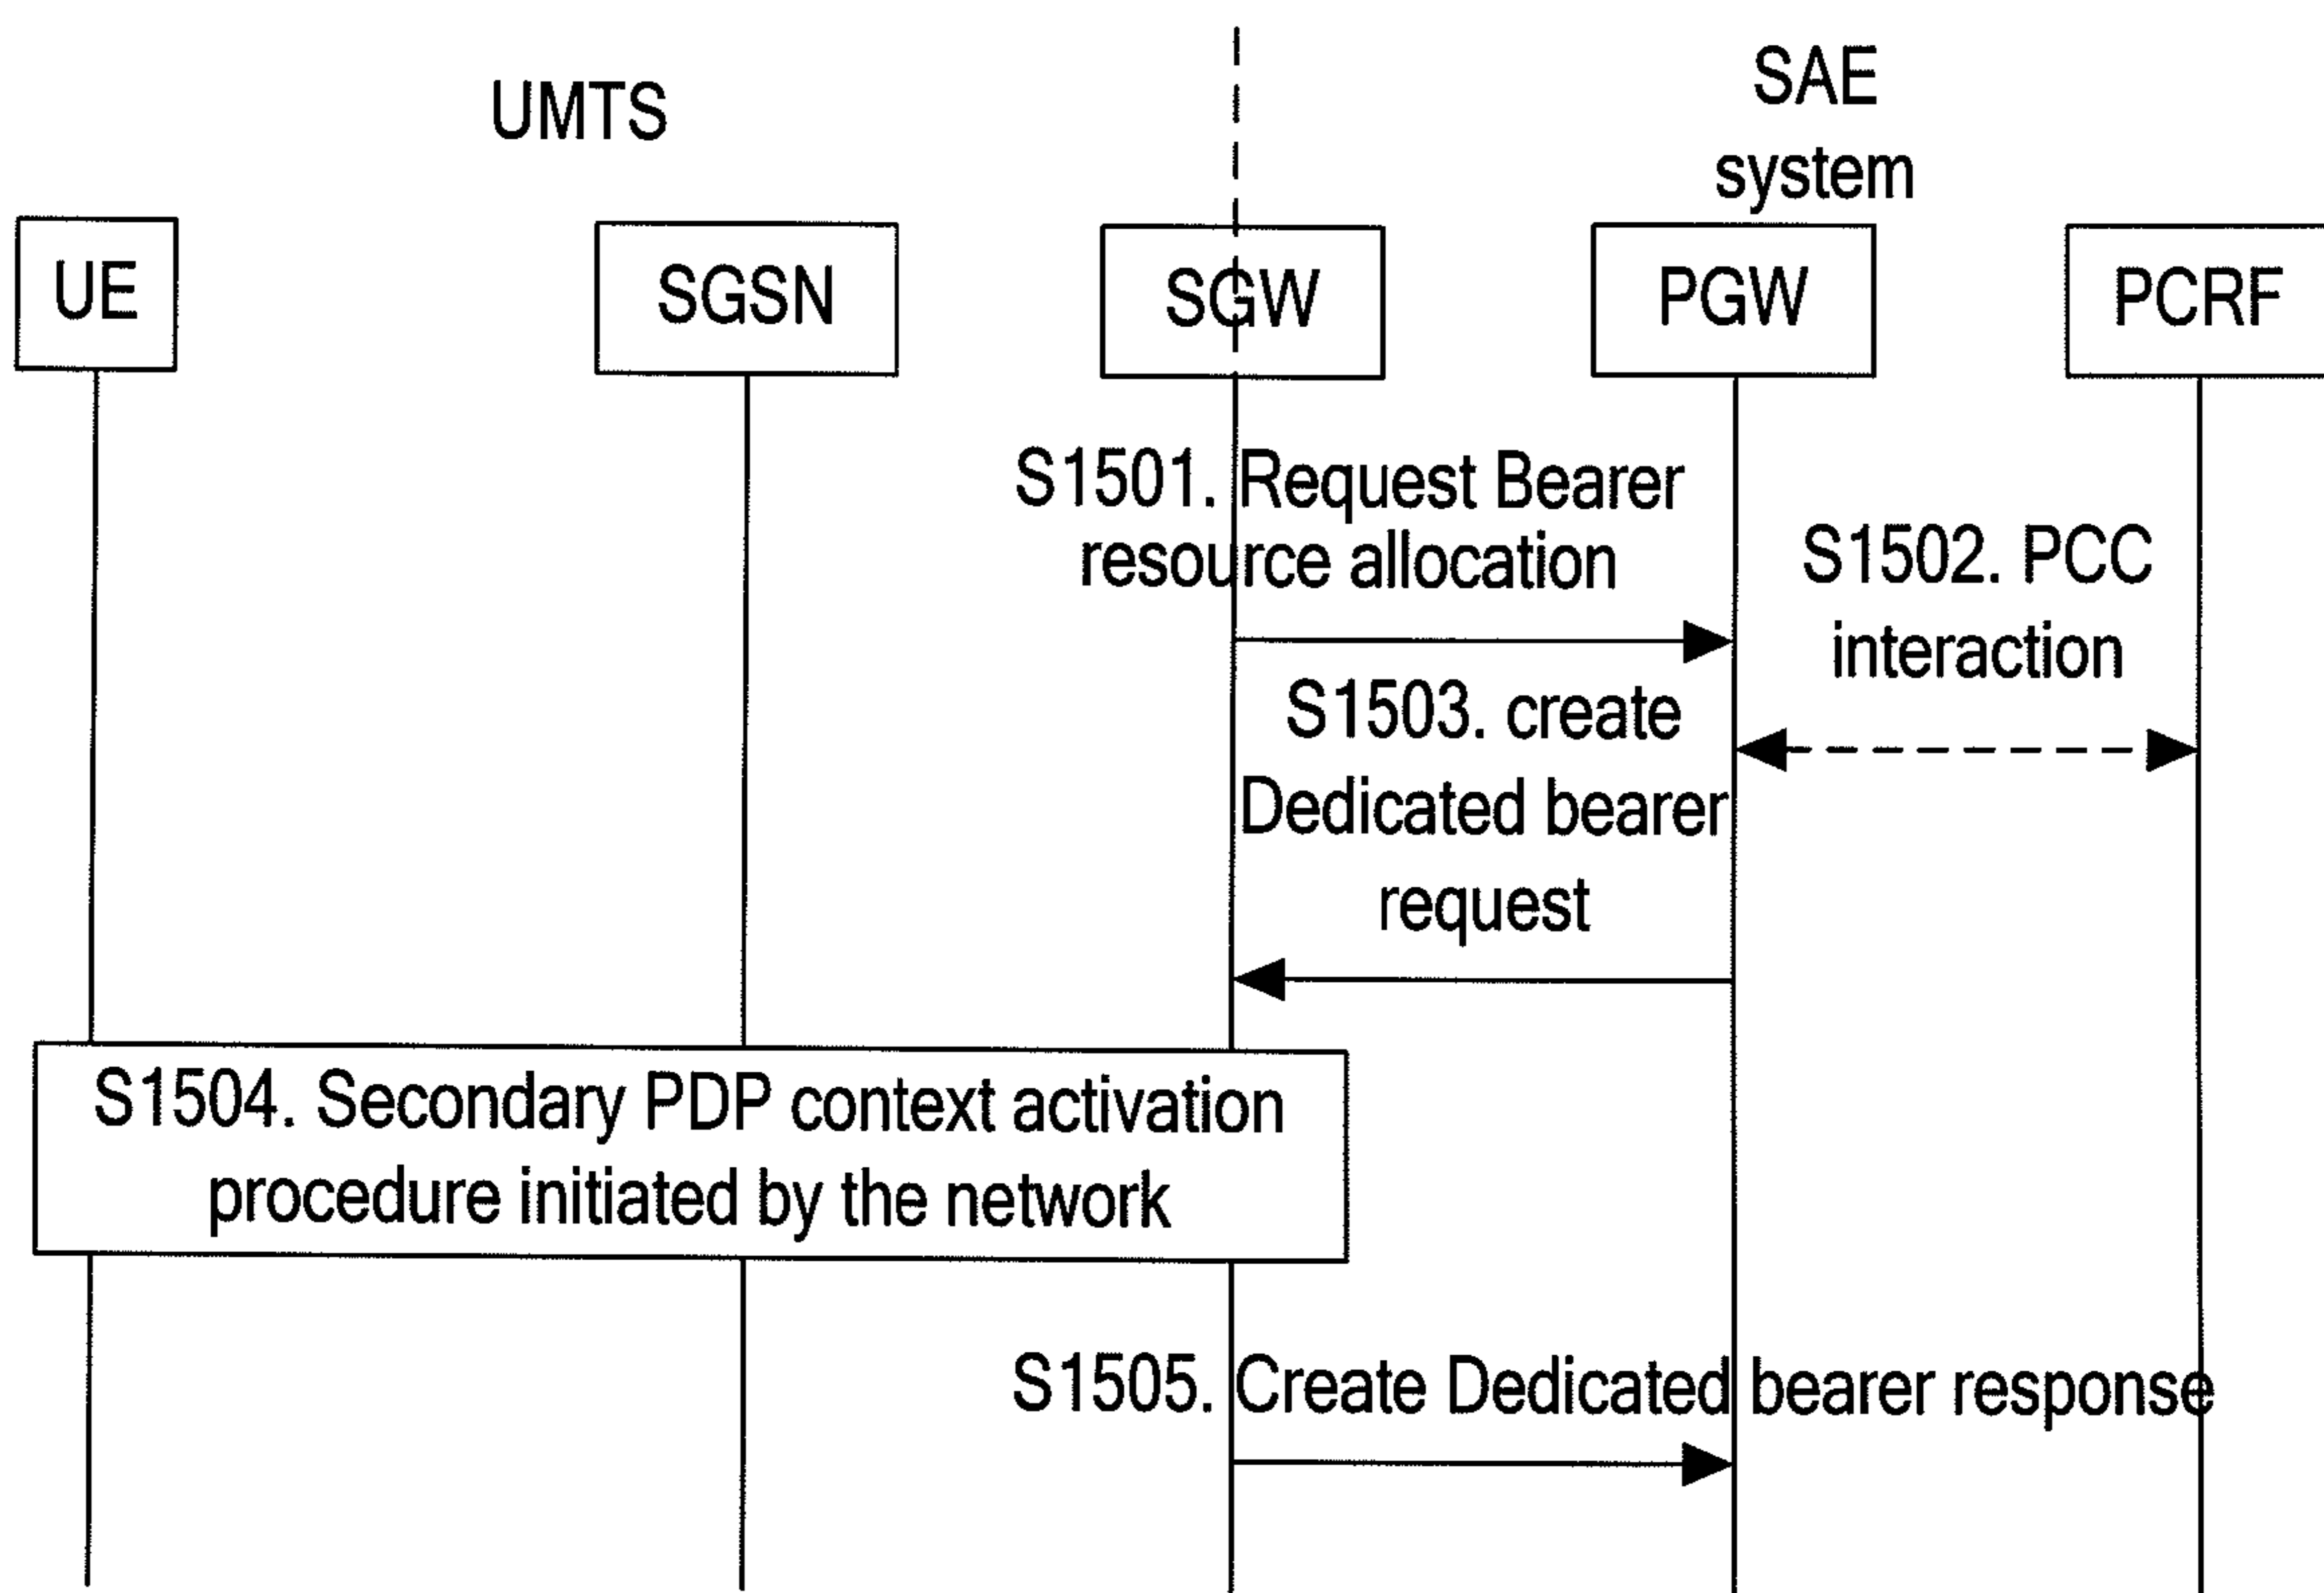 UMTS
SAE
system
UE
SGSN
SGW
PGW
PCRF
S1501. Request Bearer
resource allocation
S1502. PCC
interaction
S1503. create
Dedicated bearer
request
S1504. Secondary PDP context activation
procedure initiated by the network
S1505. Create Dedicated bearer response